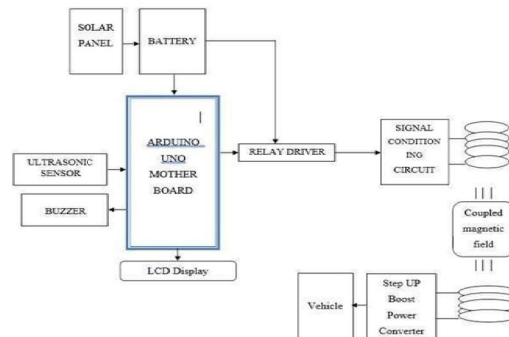 SOLAR
PANEL
BATTERY
ARDUINO
UNO
MOTHER
BOARD
ULTRASONIC
SENSOR
BUZZER
LCD Display
RELAY DRIVER
SIGNAL
CONDITION
ING
CIRCUIT
Coupled
magnetic
field
Step UP
Boost
Power
Converter
Vehicle